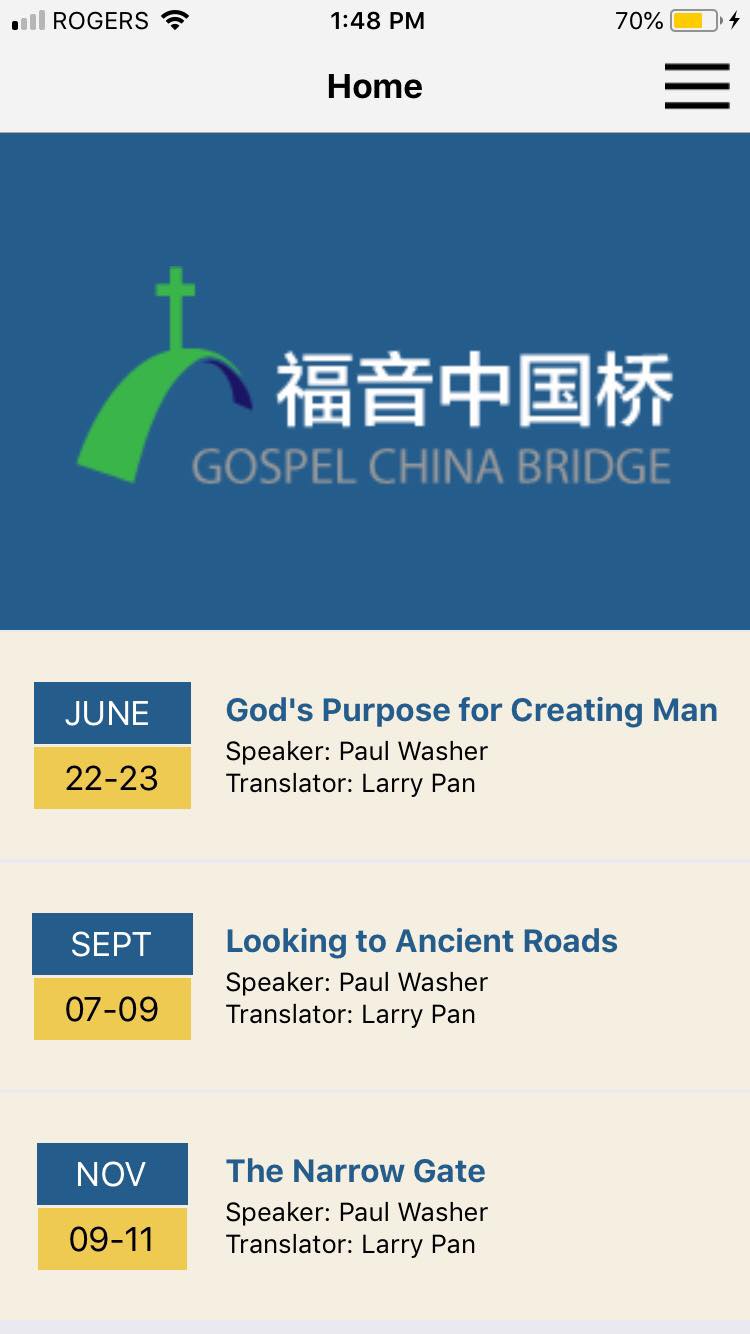 ROGERS 1:48 PM 70%
Home
福音中国桥
GOSPEL CHINA BRIDGE
JUNE
22-23
God's Purpose for Creating Man
Speaker: Paul Washer
Translator: Larry Pan
SEPT
07-09
Looking to Ancient Roads
Speaker: Paul Washer
Translator: Larry Pan
NOV
09-11
The Narrow Gate
Speaker: Paul Washer
Translator: Larry Pan